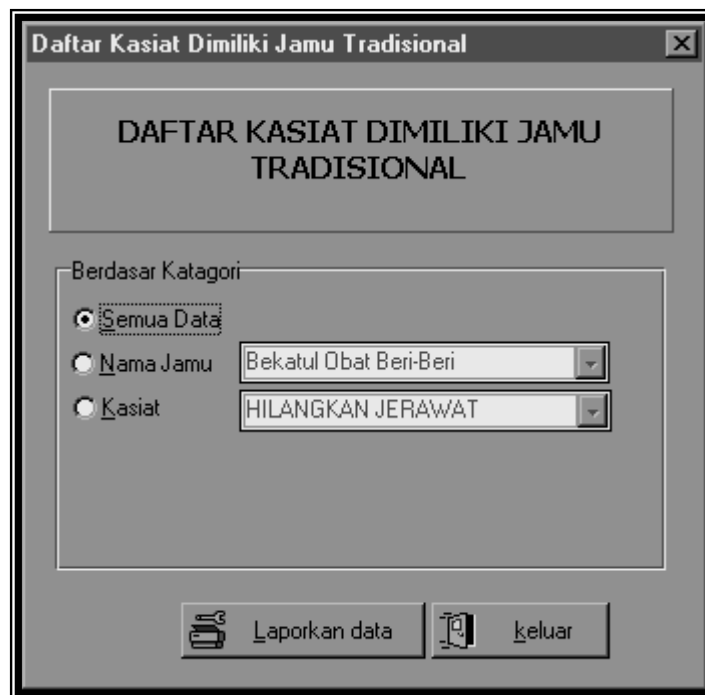 Daftar Kasiat Dimiliki Jamu Tradisional
DAFTAR KASIAT DIMILIKI JAMU
TRADISIONAL
Berdasar Katagori
Semua Data
Nama Jamu Bekatul Obat Beri-Beri
Kasiat HILANGKAN JERAWAT
Laporkan data keluar